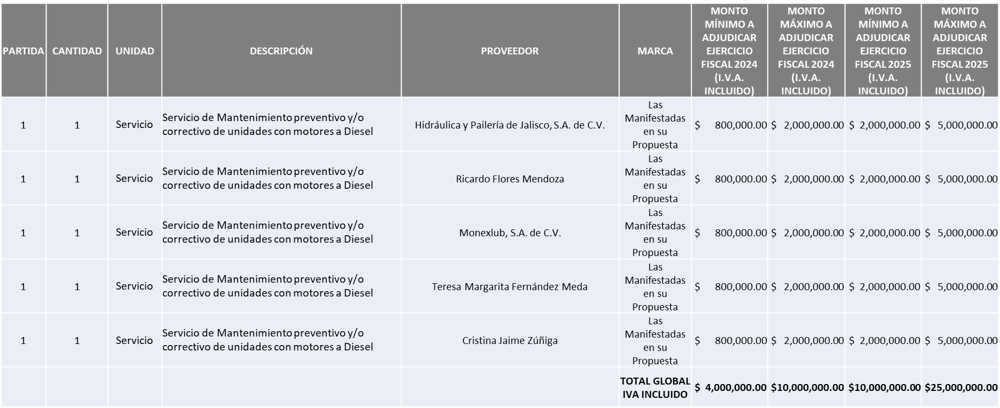 PARTIDA
CANTIDAD
UNIDAD
DESCRIPCIÓN
PROVEEDOR
MARCA
MONTO
MÍNIMO A
ADJUDICAR
EJERCICIO
FISCAL 2024
(I.V.A.
INCLUIDO)
MONTO
MÁXIMO A
ADJUDICAR
EJERCICIO
FISCAL 2024
(I.V.A.
INCLUIDO)
MONTO
MÍNIMO A
ADJUDICAR
EJERCICIO
FISCAL 2025
(I.V.A.
INCLUIDO)
MONTO
MÁXIMO A
ADJUDICAR
EJERCICIO
FISCAL 2025
(I.V.A.
INCLUIDO)
1
1
Servicio
Servicio de Mantenimiento preventivo y/o
correctivo de unidades con motores a Diesel
Hidráulica y Pailería de Jalisco, S.A. de C.V.
Las
Manifestadas
en su
Propuesta
$ 800,000.00
$ 2,000,000.00
$ 2,000,000.00
$ 5,000,000.00
1
1
Servicio
Servicio de Mantenimiento preventivo y/o
correctivo de unidades con motores a Diesel
Ricardo Flores Mendoza
Las
Manifestadas
en su
Propuesta
$ 800,000.00
$ 2,000,000.00
$ 2,000,000.00
$ 5,000,000.00
1
1
Servicio
Servicio de Mantenimiento preventivo y/o
correctivo de unidades con motores a Diesel
Monexlub, S.A. de C.V.
Las
Manifestadas
en su
Propuesta
$ 800,000.00
$ 2,000,000.00
$ 2,000,000.00
$ 5,000,000.00
1
1
Servicio
Servicio de Mantenimiento preventivo y/o
correctivo de unidades con motores a Diesel
Teresa Margarita Fernández Meda
Las
Manifestadas
en su
Propuesta
$ 800,000.00
$ 2,000,000.00
$ 2,000,000.00
$ 5,000,000.00
1
1
Servicio
Servicio de Mantenimiento preventivo y/o
correctivo de unidades con motores a Diesel
Cristina Jaime Zúñiga
Las
Manifestadas
en su
Propuesta
$ 800,000.00
$ 2,000,000.00
$ 2,000,000.00
$ 5,000,000.00
TOTAL GLOBAL
IVA INCLUIDO
$ 4,000,000.00
$10,000,000.00
$10,000,000.00
$25,000,000.00